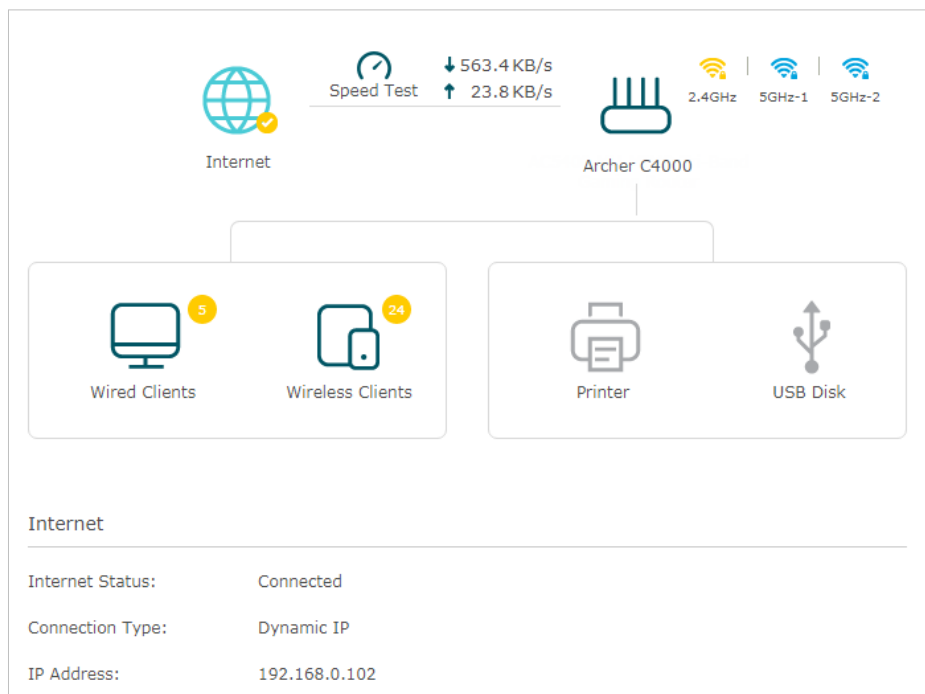 Speed Test
↓ 563.4 KB/s
↑ 23.8 KB/s
2.4GHz | 5GHz-1 | 5GHz-2
Internet
Archer C4000
5
24
Wired Clients
Wireless Clients
Printer
USB Disk
Internet
Internet Status: Connected
Connection Type: Dynamic IP
IP Address: 192.168.0.102